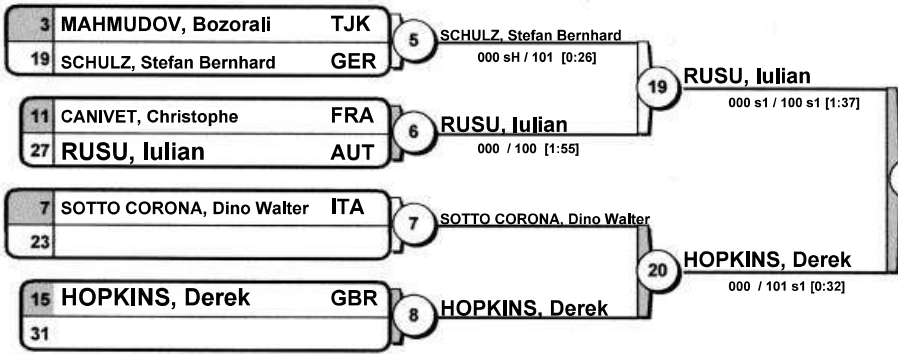 3 MAHMUDOV, Bozorali TJK
19 SCHULZ, Stefan Bernhard GER
5
SCHULZ, Stefan Bernhard
000 sH / 101 [0:26]
11 CANIVET, Christophe FRA
27 RUSU, Iulian AUT
6
RUSU, Iulian
000 / 100 [1:55]
19
RUSU, Iulian
000 s1 / 100 s1 [1:37]
7 SOTTO CORONA, Dino Walter ITA
23
7
SOTTO CORONA, Dino Walter
15 HOPKINS, Derek GBR
31
8
HOPKINS, Derek
20
HOPKINS, Derek
000 / 101 s1 [0:32]